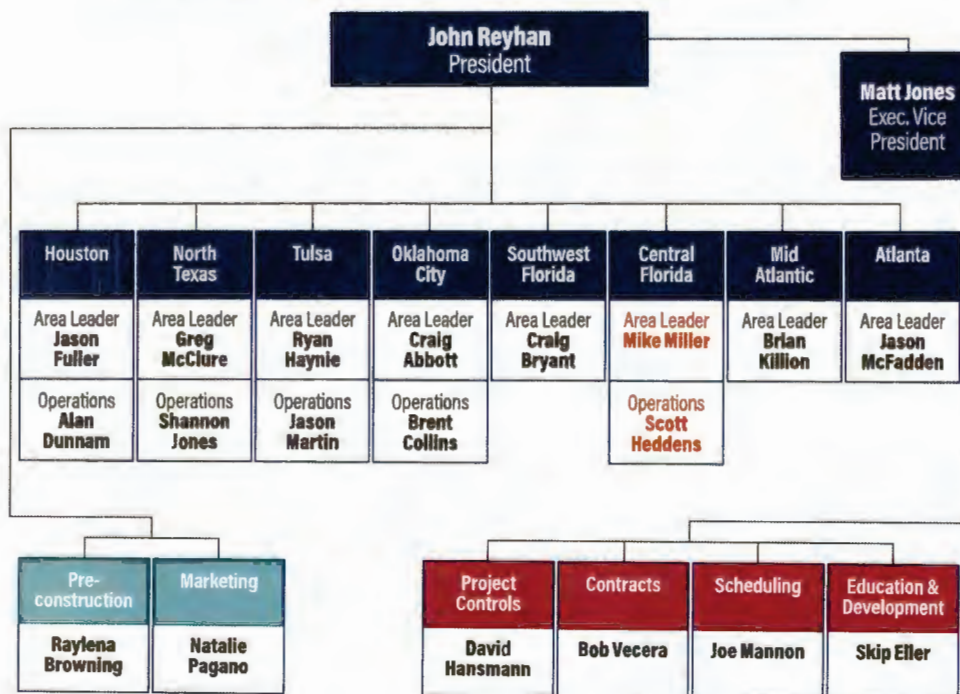 John Reyhan
President
Matt Jones
Exec. Vice
President
Houston
Area Leader
Jason
Fuller
Operations
Alan
Dunnam
North
Texas
Area Leader
Greg
McClure
Operations
Shannon
Jones
Tulsa
Area Leader
Ryan
Haynie
Operations
Jason
Martin
Oklahoma
City
Area Leader
Craig
Abbott
Operations
Brent
Collins
Southwest
Florida
Area Leader
Craig
Bryant
Central
Florida
Area Leader
Mike Miller
Operations
Scott
Heddens
Mid
Atlantic
Area Leader
Brian
Killion
Atlanta
Area Leader
Jason
McFadden
Pre-
construction
Raylena
Browning
Marketing
Natalie
Pagano
Project
Controls
David
Hansmann
Contracts
Bob Vecera
Scheduling
Joe Mannon
Education &
Development
Skip Eller